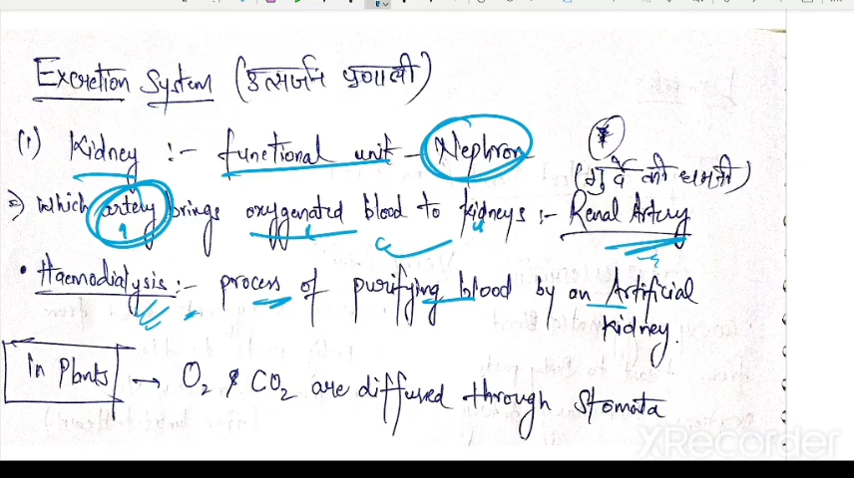 Excretion System (उत्सर्जन प्रणाली)
(1) Kidney :- functional unit - Nephron
(गुर्दे की धमनी)
=) which artely brings oxygenated blood to kidneys :- Renal Artery
• Haemodialysis :- process of purifying blood by an Artificial
kidney.
In Plants → O2 & CO2 are diffused through Stomata
XRecorder